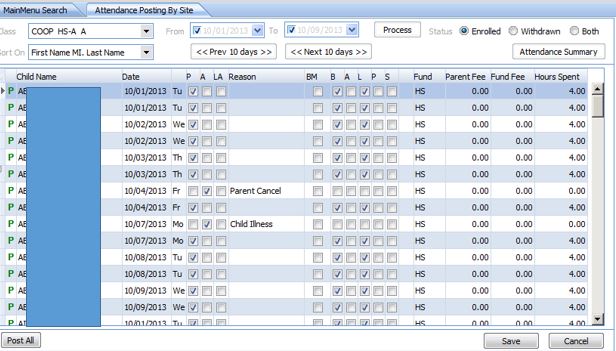 MainMenu Search Attendance Posting By Site
Class COOP HS-A A From 10/01/2013 To 10/09/2013 Process Status Enrolled Withdrawn Both
Sort On First Name MI. Last Name << Prev 10 days >> << Next 10 days >> Attendance Summary
Child Name Date P A LA Reason BM B A L P S Fund Parent Fee Fund Fee Hours Spent
P AE 10/01/2013 Tu HS 0.00 0.00 4.00
P AE 10/01/2013 Tu HS 0.00 0.00 4.00
P AE 10/02/2013 We HS 0.00 0.00 4.00
P AE 10/02/2013 We HS 0.00 0.00 4.00
P AE 10/03/2013 Th HS 0.00 0.00 4.00
P AE 10/03/2013 Th HS 0.00 0.00 4.00
P AE 10/04/2013 Fr Parent Cancel HS 0.00 0.00 0.00
P AE 10/04/2013 Fr HS 0.00 0.00 4.00
P AE 10/07/2013 Mo Child Illness HS 0.00 0.00 0.00
P AE 10/07/2013 Mo HS 0.00 0.00 4.00
P AE 10/08/2013 Tu HS 0.00 0.00 4.00
P AE 10/08/2013 Tu HS 0.00 0.00 4.00
P AE 10/09/2013 We HS 0.00 0.00 4.00
P AE 10/09/2013 We HS 0.00 0.00 4.00
P 10/01/2013 Tu HS 0.00 0.00 4.00
Post All Save Cancel